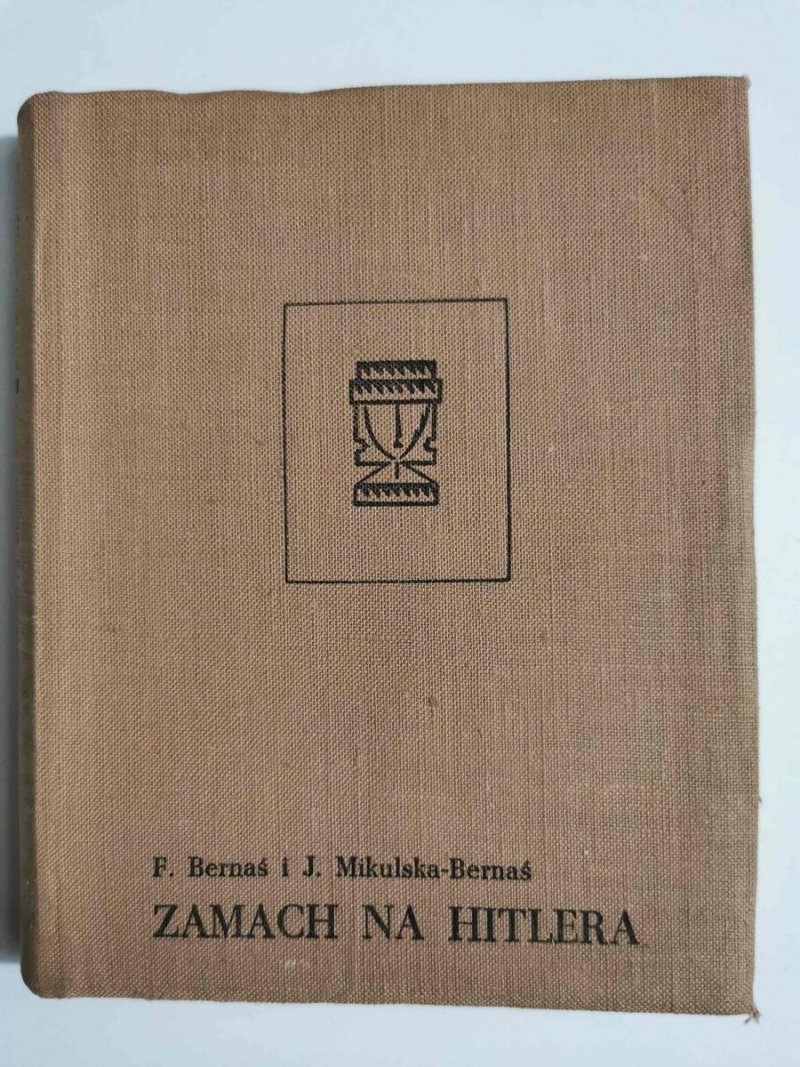 F. Bernaś i J. Mikulska-Bernaś
ZAMACH NA HITLERA